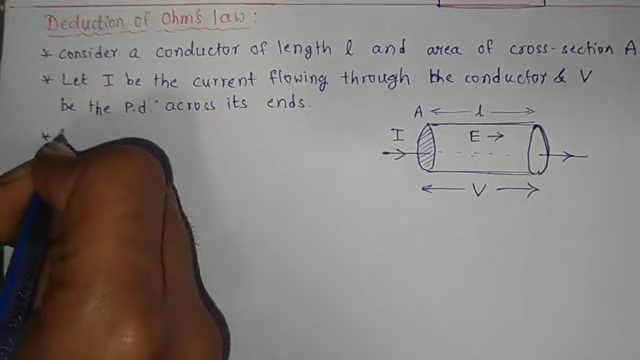 Deduction of Ohm's law:
* Consider a conductor of length l and area of cross-section A
* Let I be the current flowing through the conductor & V
be the P.d. across its ends.
A ← l →
I E →
← V →
*